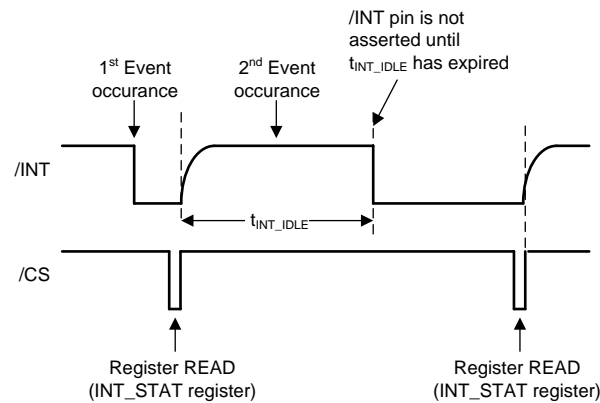 /INT pin is not
asserted until
tINT_IDLE has expired
1st Event
occurance
2nd Event
occurance
/INT
tINT_IDLE
/CS
Register READ
(INT_STAT register)
Register READ
(INT_STAT register)